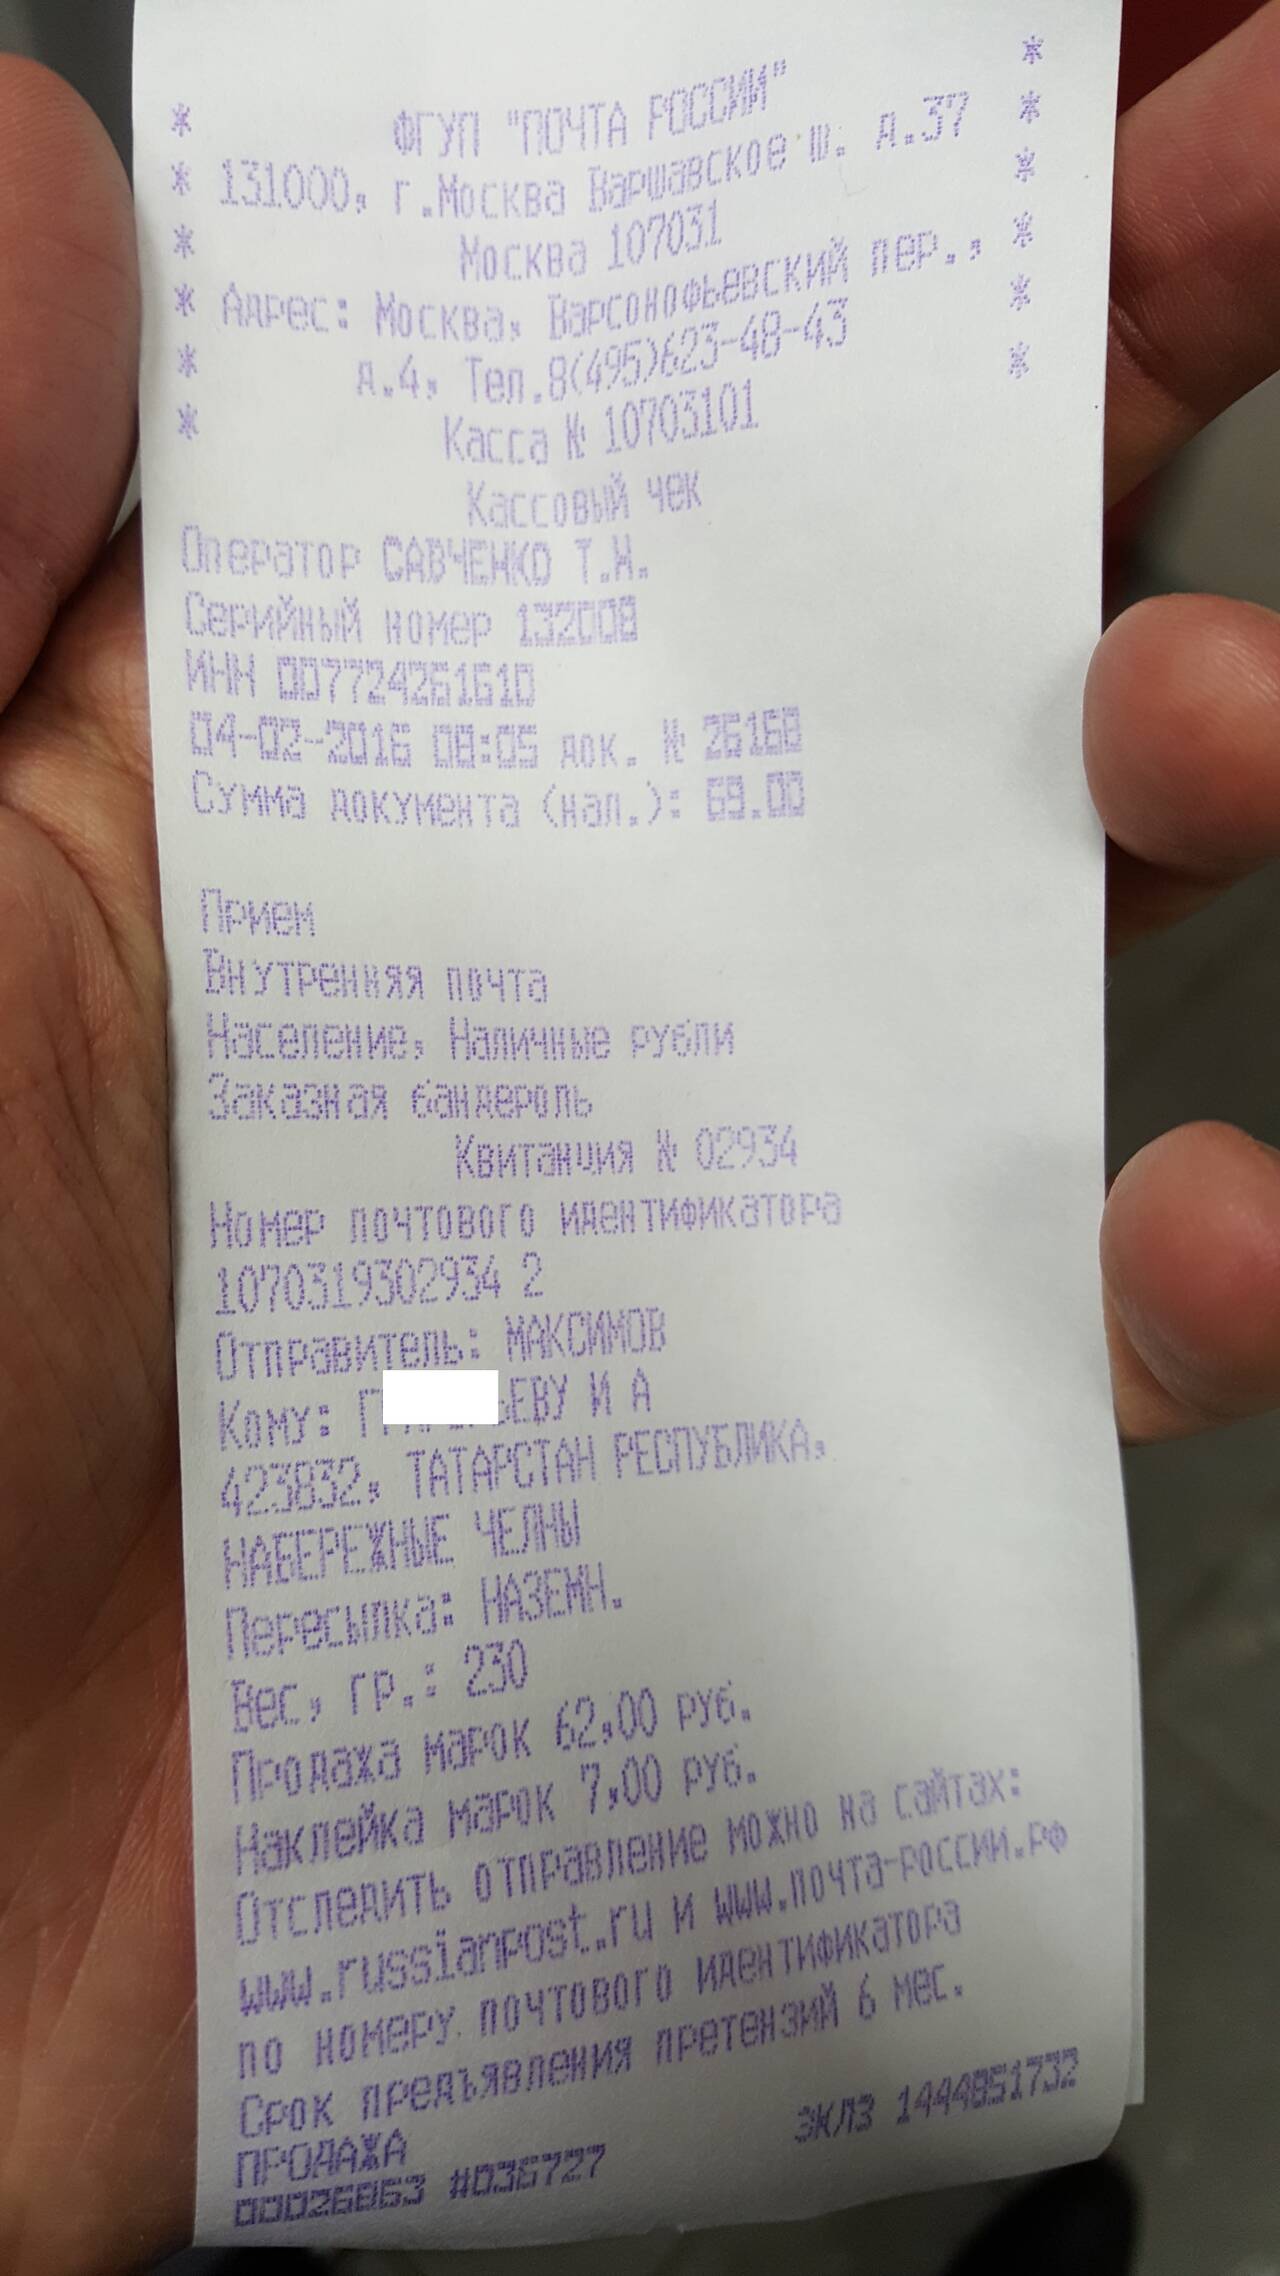 * ФГУП "ПОЧТА РОССИИ" *
* 131000, г.Москва Варшавское ш. д.37 *
* Москва 107031 *
* Адрес: Москва, Варсонофьевский пер., *
* д.4, Тел.8(495)623-48-43 *
* Касса № 10703101 *
Кассовый чек
Оператор САВЧЕНКО Т.Н.
Серийный номер 132008
ИНН 007724261610
04-02-2016 08:05 док. № 26168
Сумма документа (нал.): 69.00
Прием
Внутренняя почта
Население, Наличные рубли
Заказная бандероль
Квитанция № 02934
Номер почтового идентификатора
1070319302934 2
Отправитель: МАКСИМОВ
Кому: ЕВУ И А
423832, ТАТАРСТАН РЕСПУБЛИКА,
НАБЕРЕЖНЫЕ ЧЕЛНЫ
Пересылка: НАЗЕМН.
Вес, гр.: 230
Продажа марок 62,00 руб.
Наклейка марок 7,00 руб.
Отследить отправление можно на сайтах:
www.russianpost.ru и www.почта-россии.рф
по номеру почтового идентификатора
Срок предъявления претензий 6 мес.
ПРОДАЖА ЭКЛЗ 1444851732
00026863 #036727